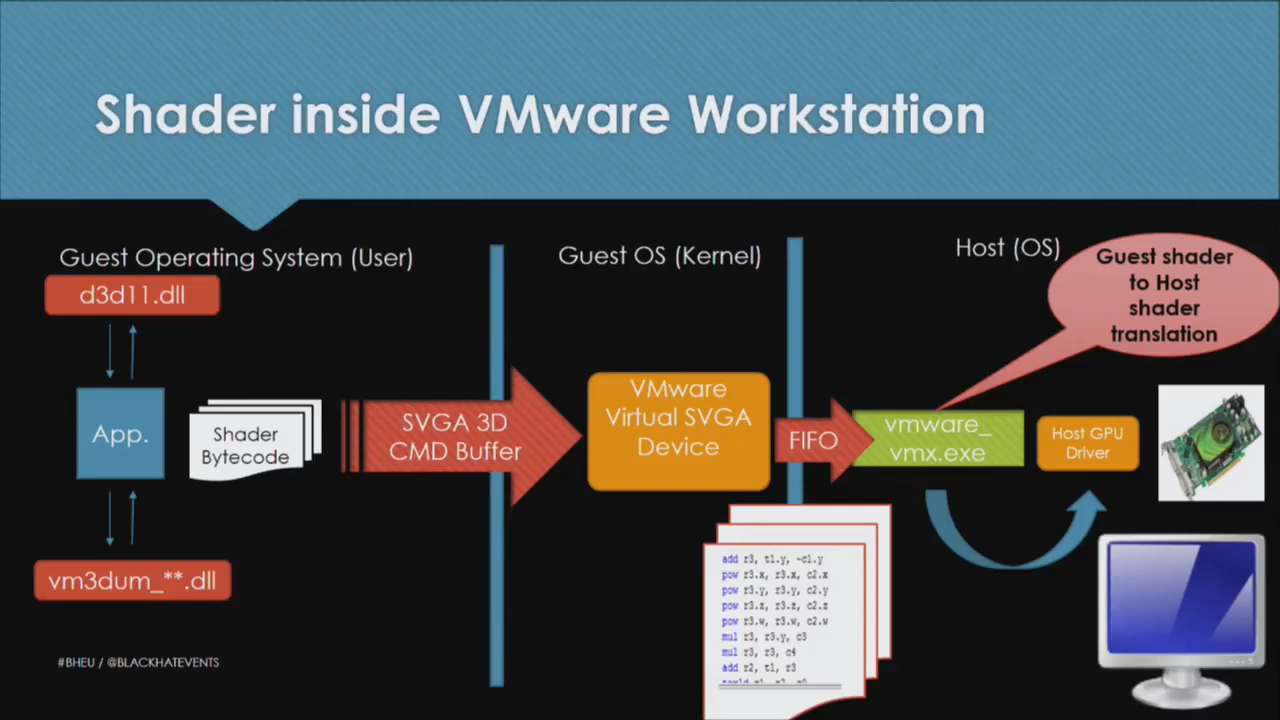 Shader inside VMware Workstation
Guest Operating System (User)
d3d11.dll
App.
Shader
Bytecode
vm3dum_**.dll
SVGA 3D
CMD Buffer
Guest OS (Kernel)
VMware
Virtual SVGA
Device
FIFO
Host (OS)
Guest shader
to Host
shader
translation
vmware_
vmx.exe
Host GPU
Driver
add r3, t1.y, -c1.y
pow r3.x, r3.x, c2.x
pow r3.y, r3.y, c2.y
pow r3.z, r3.z, c2.z
pow r3.w, r3.w, c2.w
mul r3, r3.y, c3
mul r3, r3, c4
add r2, t1, r3
#BHEU / @BLACKHATEVENTS